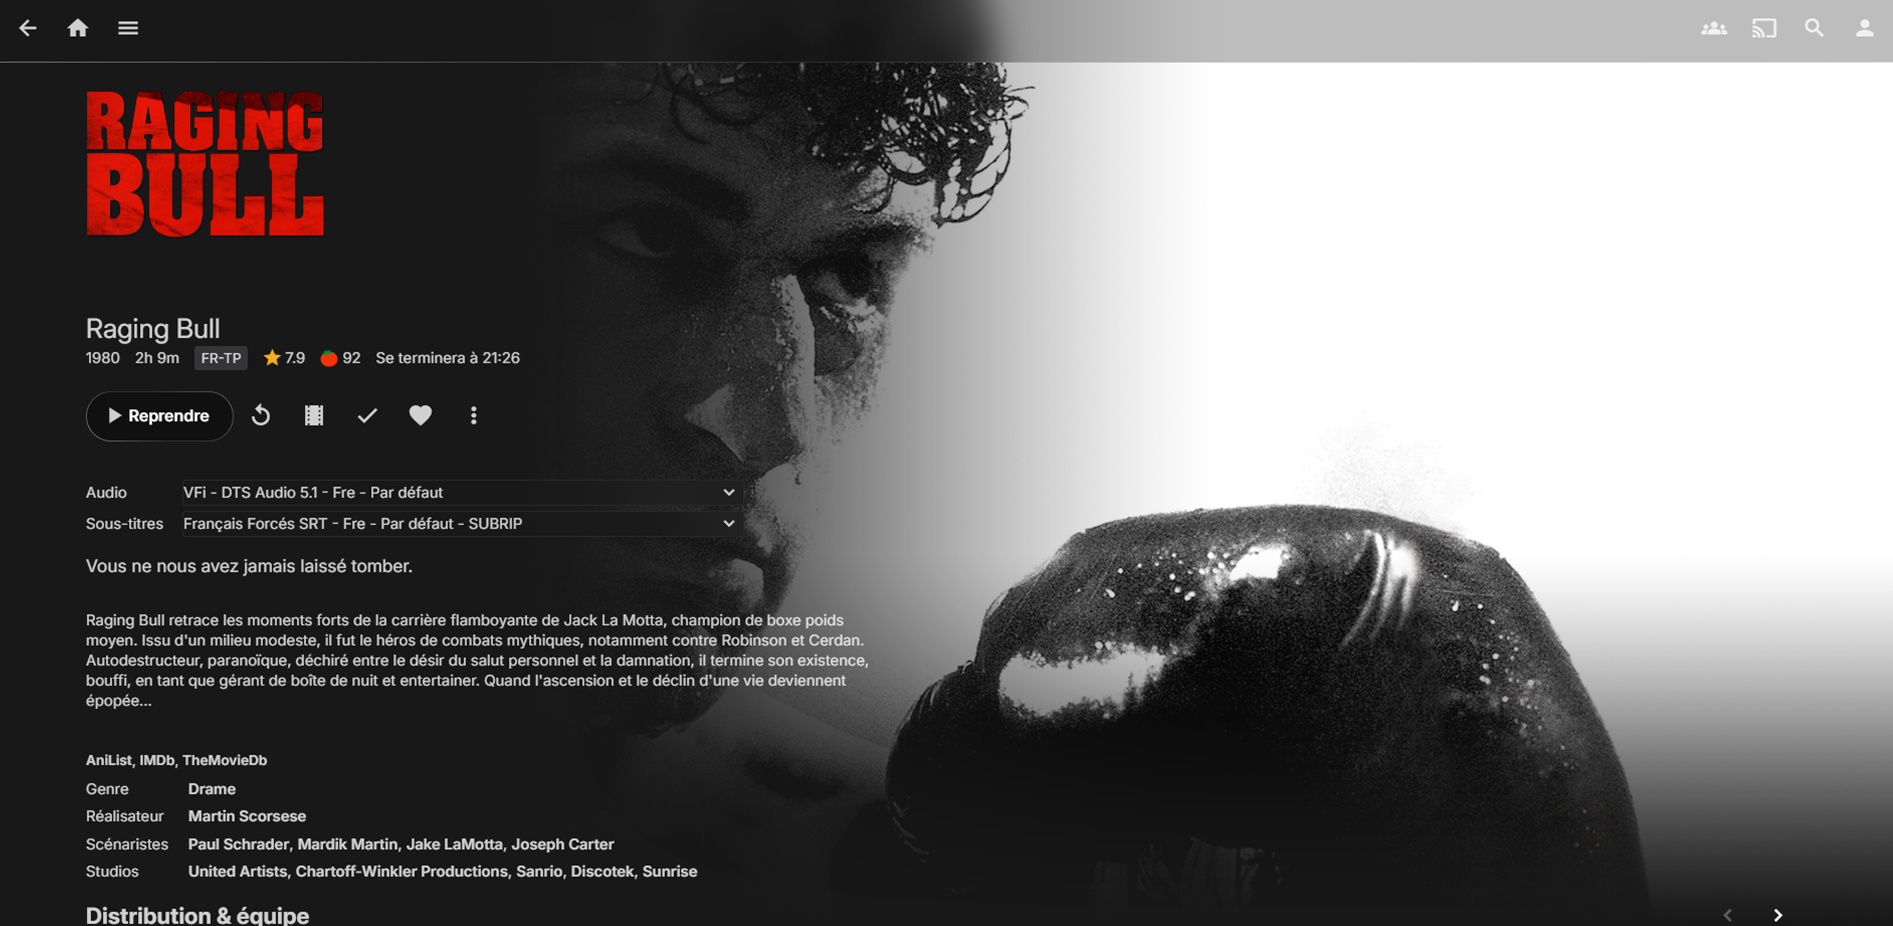 RAGING
BULL
Raging Bull
1980 2h 9m FR-TP 7.9 92 Se terminera à 21:26
Reprendre
Audio VFi - DTS Audio 5.1 - Fre - Par défaut
Sous-titres Français Forcés SRT - Fre - Par défaut - SUBRIP
Vous ne nous avez jamais laissé tomber.
Raging Bull retrace les moments forts de la carrière flamboyante de Jack La Motta, champion de boxe poids
moyen. Issu d'un milieu modeste, il fut le héros de combats mythiques, notamment contre Robinson et Cerdan.
Autodestructeur, paranoïque, déchiré entre le désir du salut personnel et la damnation, il termine son existence,
bouffi, en tant que gérant de boîte de nuit et entertainer. Quand l'ascension et le déclin d'une vie deviennent
épopée...
AniList, IMDb, TheMovieDb
Genre Drame
Réalisateur Martin Scorsese
Scénaristes Paul Schrader, Mardik Martin, Jake LaMotta, Joseph Carter
Studios United Artists, Chartoff-Winkler Productions, Sanrio, Discotek, Sunrise
Distribution & équipe